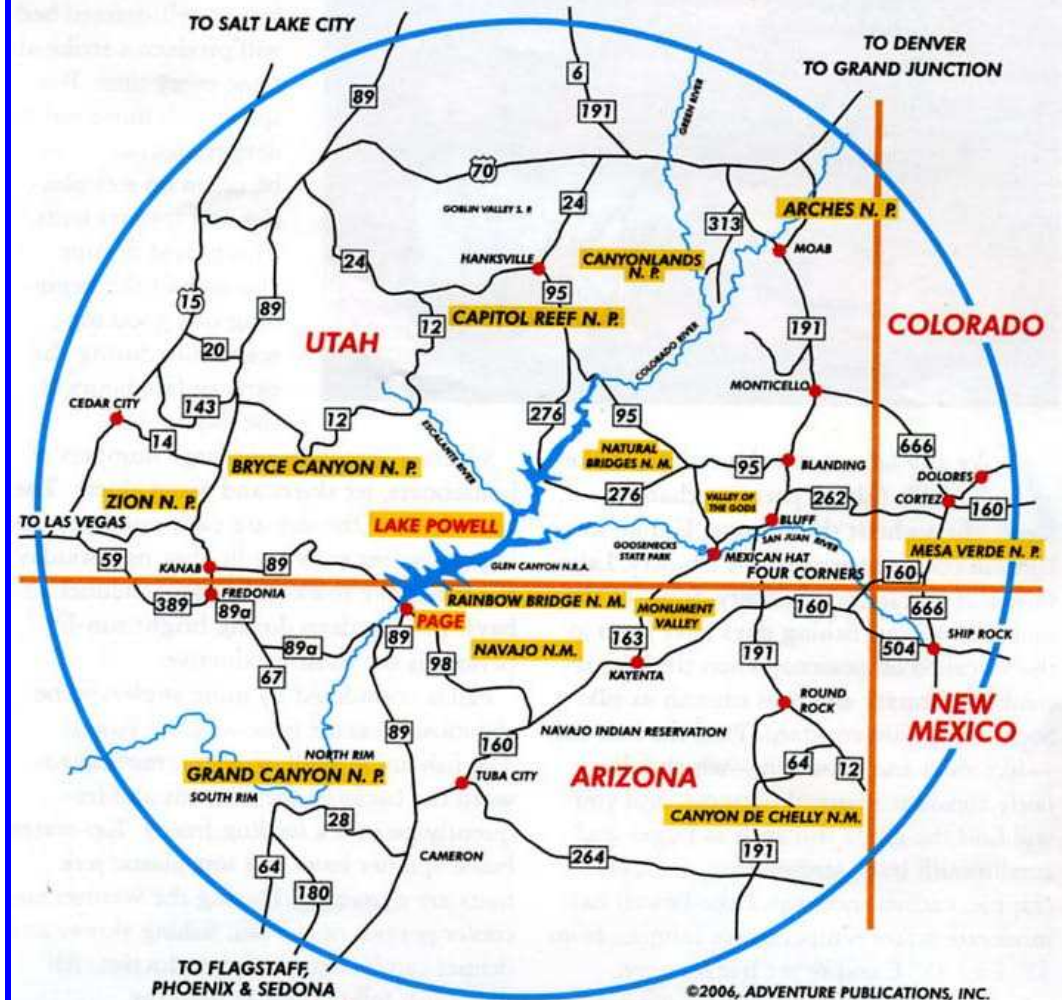 TO SALT LAKE CITY
TO DENVER
TO GRAND JUNCTION
6
89
191
GREEN RIVER
70
GOBLIN VALLEY S. P.
24
313
ARCHES N. P.
MOAB
HANKSVILLE
CANYONLANDS
N. P.
24
95
15
89
12
CAPITOL REEF N. P.
191
COLORADO
UTAH
COLORADO RIVER
20
MONTICELLO
CEDAR CITY
143
12
276
95
14
ESCALANTE RIVER
666
NATURAL
BRIDGES N. M.
95
BLANDING
DOLORES
BRYCE CANYON N. P.
276
262
CORTEZ
160
ZION N. P.
VALLEY OF
THE GODS
LAKE POWELL
BLUFF
TO LAS VEGAS
SAN JUAN RIVER
GOOSENECKS
STATE PARK
MEXICAN HAT
MESA VERDE N. P.
59
KANAB
89
GLEN CANYON N.R.A.
FOUR CORNERS
160
389
FREDONIA
89a
RAINBOW BRIDGE N. M.
MONUMENT
VALLEY
160
666
PAGE
SHIP ROCK
89a
89
NAVAJO N.M.
163
191
504
67
98
KAYENTA
ROUND
ROCK
NEW
MEXICO
89
NAVAJO INDIAN RESERVATION
160
NORTH RIM
GRAND CANYON N. P.
TUBA CITY
ARIZONA
64
12
SOUTH RIM
CANYON DE CHELLY N.M.
28
CAMERON
264
191
64
180
TO FLAGSTAFF,
PHOENIX & SEDONA
©2006, ADVENTURE PUBLICATIONS, INC.